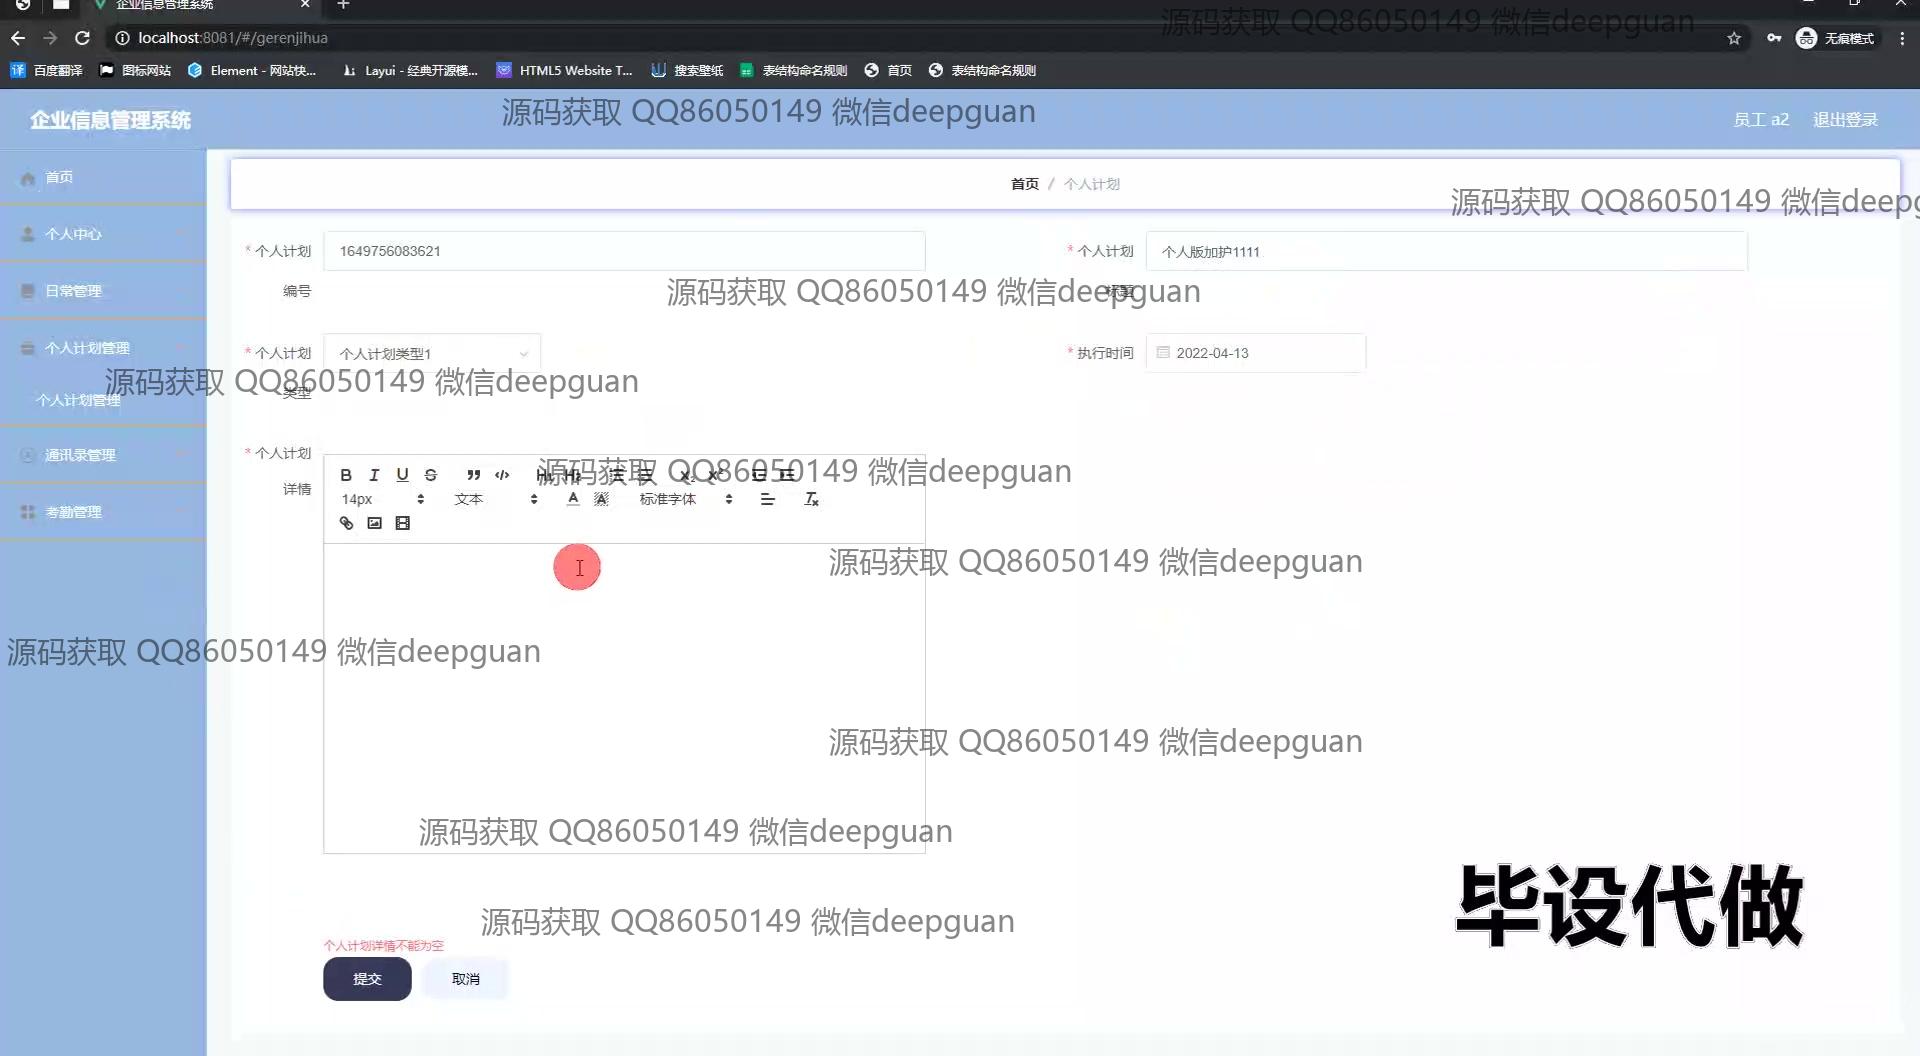 企业信息管理系统
localhost:8081/#/gerenjihua
无痕模式
源码获取 QQ86050149 微信deepguan
百度翻译 图标网站 Element - 网站快... Layui - 经典开源模... HTML5 Website T... 搜索壁纸 表结构命名规则 首页 表结构命名规则
企业信息管理系统
源码获取 QQ86050149 微信deepguan
员工 a2 退出登录
首页
首页 / 个人计划
源码获取 QQ86050149 微信deepg
个人中心
* 个人计划编号 1649756083621
* 个人计划标题 个人版加护1111
日常管理
源码获取 QQ86050149 微信deepguan
个人计划管理
* 个人计划类型 个人计划类型1
* 执行时间 2022-04-13
源码获取 QQ86050149 微信deepguan
个人计划管理
通讯录管理
* 个人计划详情
B I U S H1 H2 X2 X2
源码获取 QQ86050149 微信deepguan
14px 文本 A A 标准字体 Tx
考勤管理
源码获取 QQ86050149 微信deepguan
源码获取 QQ86050149 微信deepguan
源码获取 QQ86050149 微信deepguan
源码获取 QQ86050149 微信deepguan
毕设代做
源码获取 QQ86050149 微信deepguan
个人计划详情不能为空
提交 取消